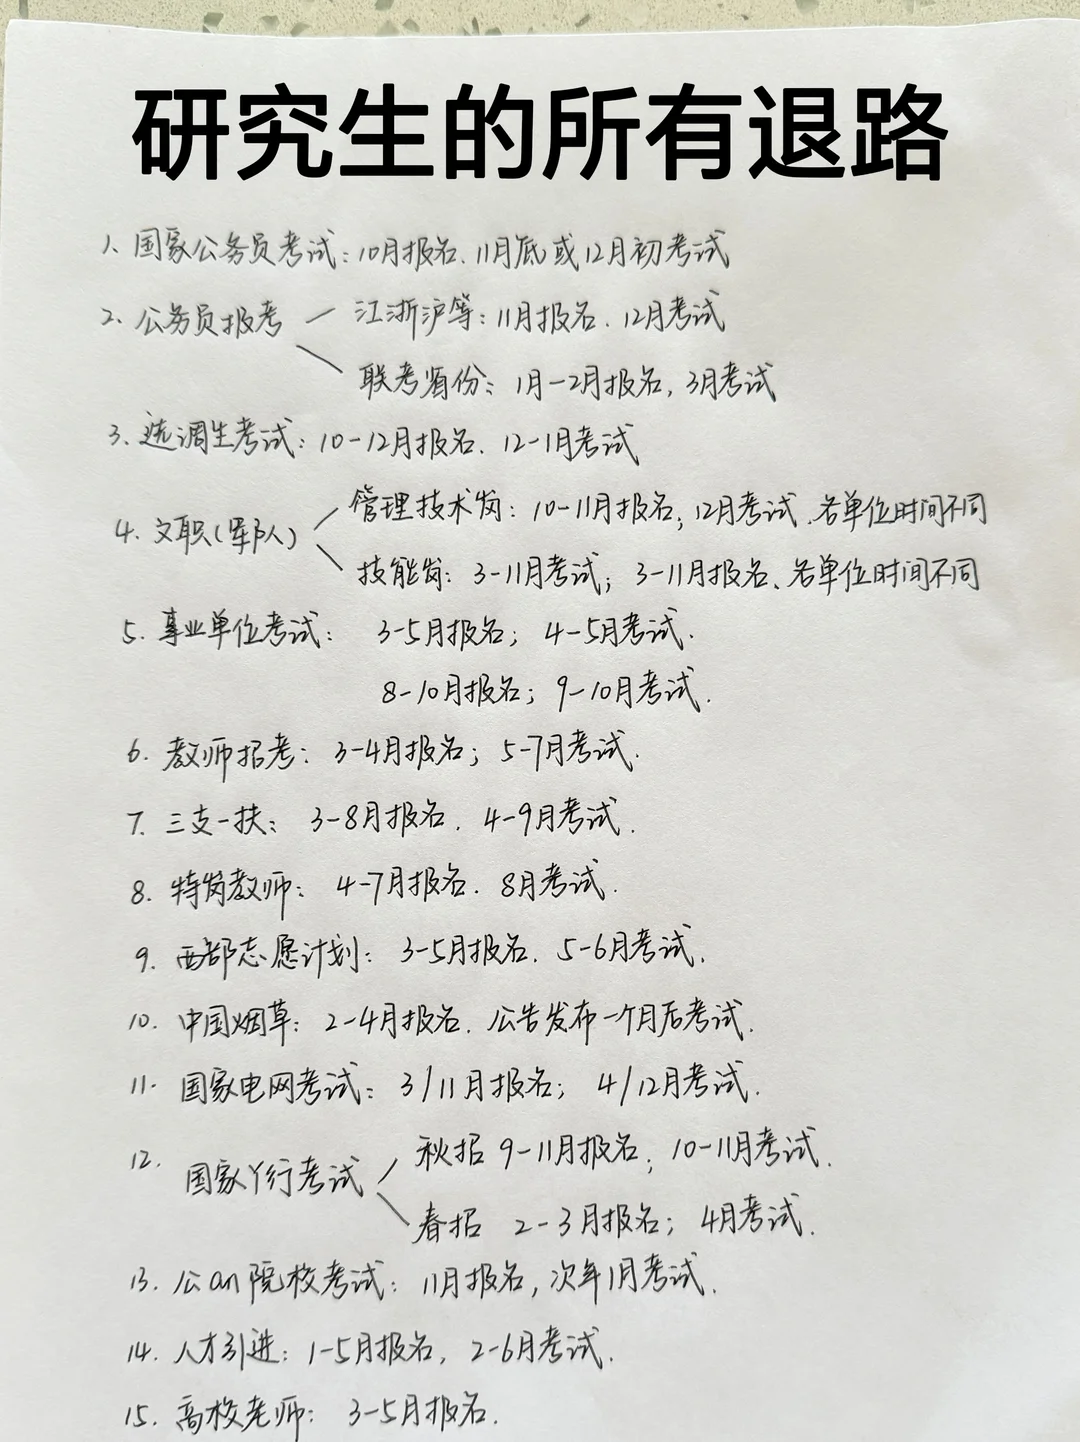 研究生的所有退路
1、国家公务员考试：10月报名、11月底或12月初考试
2、公务员报考 江浙沪等：11月报名、12月考试
联考省份：1月-2月报名，3月考试
3、选调生考试：10-12月报名、12-1月考试
4、文职(军队) 管理技术岗：10-11月报名；12月考试、各单位时间不同
技能岗：3-11月考试；3-11月报名、各单位时间不同
5. 事业单位考试： 3-5月报名；4-5月考试.
8-10月报名；9-10月考试.
6. 教师招考：3-4月报名；5-7月考试.
7. 三支一扶：3-8月报名. 4-9月考试.
8. 特岗教师：4-7月报名. 8月考试.
9. 西部志愿计划：3-5月报名. 5-6月考试.
10. 中国烟草：2-4月报名. 公告发布一个月后考试.
11. 国家电网考试：3/11月报名；4/12月考试.
12. 国家丫行考试 秋招 9-11月报名；10-11月考试.
春招 2-3月报名；4月考试.
13. 公an院校考试：11月报名，次年1月考试.
14. 人才引进：1-5月报名，2-6月考试.
15. 高校老师：3-5月报名.